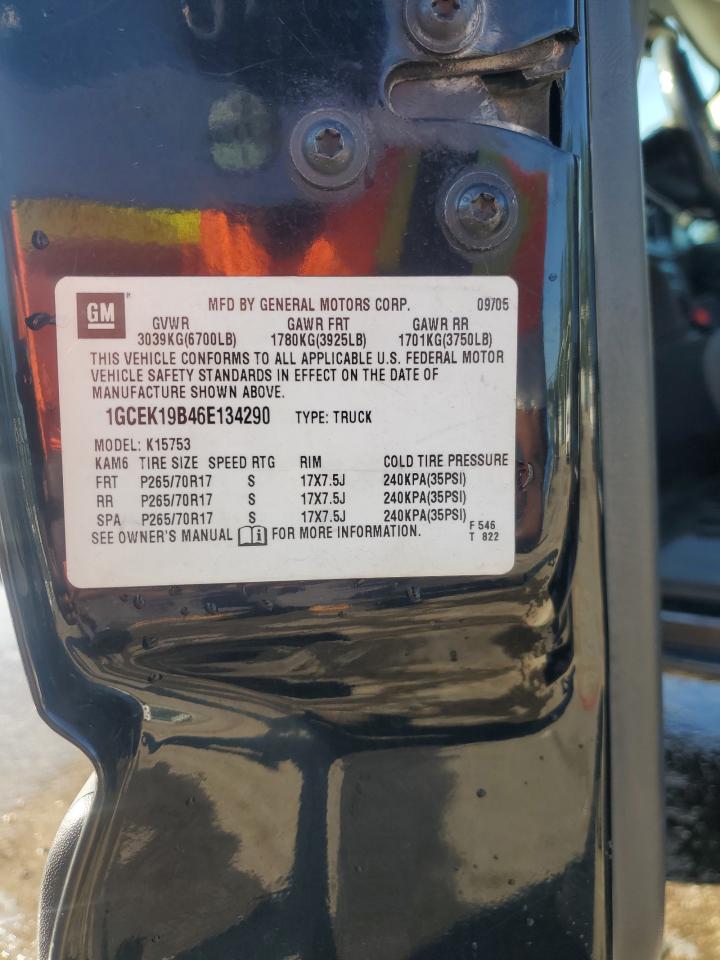 GM ® MFD BY GENERAL MOTORS CORP. 09/05
GVWR GAWR FRT GAWR RR
3039KG(6700LB) 1780KG(3925LB) 1701KG(3750LB)
THIS VEHICLE CONFORMS TO ALL APPLICABLE U.S. FEDERAL MOTOR
VEHICLE SAFETY STANDARDS IN EFFECT ON THE DATE OF
MANUFACTURE SHOWN ABOVE.
1GCEK19B46E134290 TYPE: TRUCK
MODEL: K15753
KAM6 TIRE SIZE SPEED RTG RIM COLD TIRE PRESSURE
FRT P265/70R17 S 17X7.5J 240KPA(35PSI)
RR P265/70R17 S 17X7.5J 240KPA(35PSI)
SPA P265/70R17 S 17X7.5J 240KPA(35PSI)
SEE OWNER'S MANUAL i FOR MORE INFORMATION.
F 546
T 822